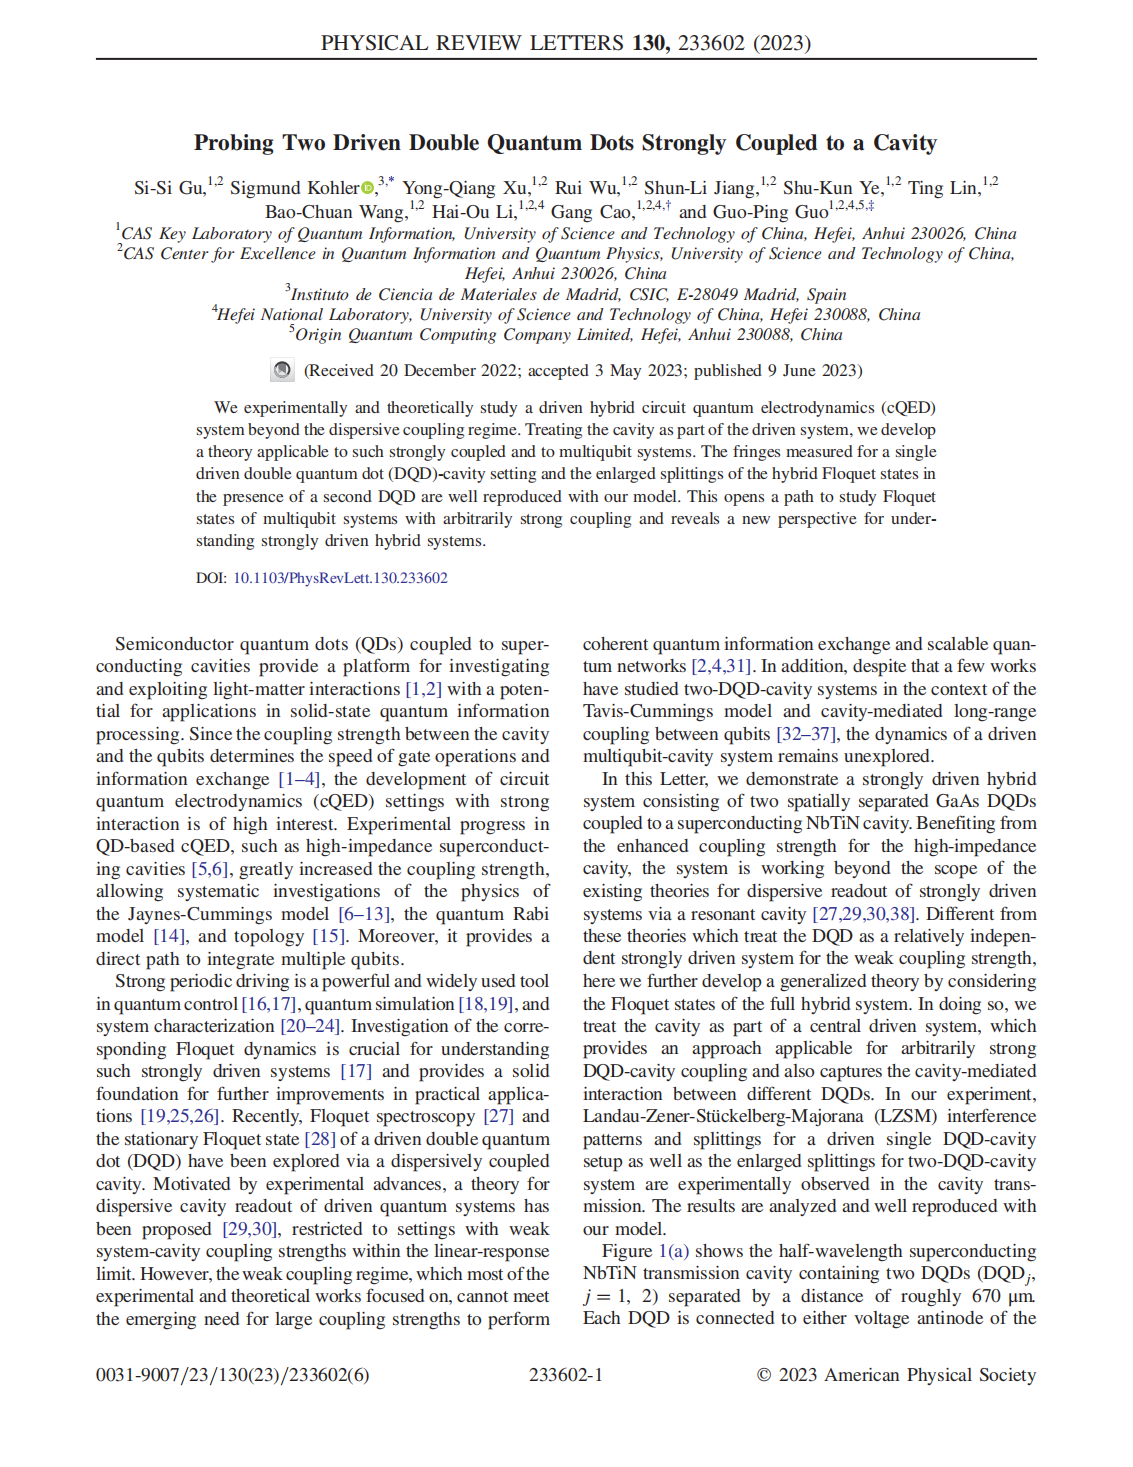 PHYSICAL REVIEW LETTERS 130, 233602 (2023)
Probing Two Driven Double Quantum Dots Strongly Coupled to a Cavity
Si-Si Gu,1,2 Sigmund Kohler,3,* Yong-Qiang Xu,1,2 Rui Wu,1,2 Shun-Li Jiang,1,2 Shu-Kun Ye,1,2 Ting Lin,1,2
Bao-Chuan Wang,1,2 Hai-Ou Li,1,2,4 Gang Cao,1,2,4,† and Guo-Ping Guo1,2,4,5,‡
1CAS Key Laboratory of Quantum Information, University of Science and Technology of China, Hefei, Anhui 230026, China
2CAS Center for Excellence in Quantum Information and Quantum Physics, University of Science and Technology of China,
Hefei, Anhui 230026, China
3Instituto de Ciencia de Materiales de Madrid, CSIC, E-28049 Madrid, Spain
4Hefei National Laboratory, University of Science and Technology of China, Hefei 230088, China
5Origin Quantum Computing Company Limited, Hefei, Anhui 230088, China
(Received 20 December 2022; accepted 3 May 2023; published 9 June 2023)
We experimentally and theoretically study a driven hybrid circuit quantum electrodynamics (cQED)
system beyond the dispersive coupling regime. Treating the cavity as part of the driven system, we develop
a theory applicable to such strongly coupled and to multiqubit systems. The fringes measured for a single
driven double quantum dot (DQD)-cavity setting and the enlarged splittings of the hybrid Floquet states in
the presence of a second DQD are well reproduced with our model. This opens a path to study Floquet
states of multiqubit systems with arbitrarily strong coupling and reveals a new perspective for under-
standing strongly driven hybrid systems.
DOI: 10.1103/PhysRevLett.130.233602
Semiconductor quantum dots (QDs) coupled to super-
conducting cavities provide a platform for investigating
and exploiting light-matter interactions [1,2] with a poten-
tial for applications in solid-state quantum information
processing. Since the coupling strength between the cavity
and the qubits determines the speed of gate operations and
information exchange [1–4], the development of circuit
quantum electrodynamics (cQED) settings with strong
interaction is of high interest. Experimental progress in
QD-based cQED, such as high-impedance superconduct-
ing cavities [5,6], greatly increased the coupling strength,
allowing systematic investigations of the physics of
the Jaynes-Cummings model [6–13], the quantum Rabi
model [14], and topology [15]. Moreover, it provides a
direct path to integrate multiple qubits.
Strong periodic driving is a powerful and widely used tool
in quantum control [16,17], quantum simulation [18,19], and
system characterization [20–24]. Investigation of the corre-
sponding Floquet dynamics is crucial for understanding
such strongly driven systems [17] and provides a solid
foundation for further improvements in practical applica-
tions [19,25,26]. Recently, Floquet spectroscopy [27] and
the stationary Floquet state [28] of a driven double quantum
dot (DQD) have been explored via a dispersively coupled
cavity. Motivated by experimental advances, a theory for
dispersive cavity readout of driven quantum systems has
been proposed [29,30], restricted to settings with weak
system-cavity coupling strengths within the linear-response
limit. However, the weak coupling regime, which most of the
experimental and theoretical works focused on, cannot meet
the emerging need for large coupling strengths to perform
coherent quantum information exchange and scalable quan-
tum networks [2,4,31]. In addition, despite that a few works
have studied two-DQD-cavity systems in the context of the
Tavis-Cummings model and cavity-mediated long-range
coupling between qubits [32–37], the dynamics of a driven
multiqubit-cavity system remains unexplored.
In this Letter, we demonstrate a strongly driven hybrid
system consisting of two spatially separated GaAs DQDs
coupled to a superconducting NbTiN cavity. Benefiting from
the enhanced coupling strength for the high-impedance
cavity, the system is working beyond the scope of the
existing theories for dispersive readout of strongly driven
systems via a resonant cavity [27,29,30,38]. Different from
these theories which treat the DQD as a relatively indepen-
dent strongly driven system for the weak coupling strength,
here we further develop a generalized theory by considering
the Floquet states of the full hybrid system. In doing so, we
treat the cavity as part of a central driven system, which
provides an approach applicable for arbitrarily strong
DQD-cavity coupling and also captures the cavity-mediated
interaction between different DQDs. In our experiment,
Landau-Zener-Stückelberg-Majorana (LZSM) interference
patterns and splittings for a driven single DQD-cavity
setup as well as the enlarged splittings for two-DQD-cavity
system are experimentally observed in the cavity trans-
mission. The results are analyzed and well reproduced with
our model.
Figure 1(a) shows the half-wavelength superconducting
NbTiN transmission cavity containing two DQDs (DQDj,
j = 1, 2) separated by a distance of roughly 670 μm.
Each DQD is connected to either voltage antinode of the
0031-9007/23/130(23)/233602(6)
233602-1
© 2023 American Physical Society